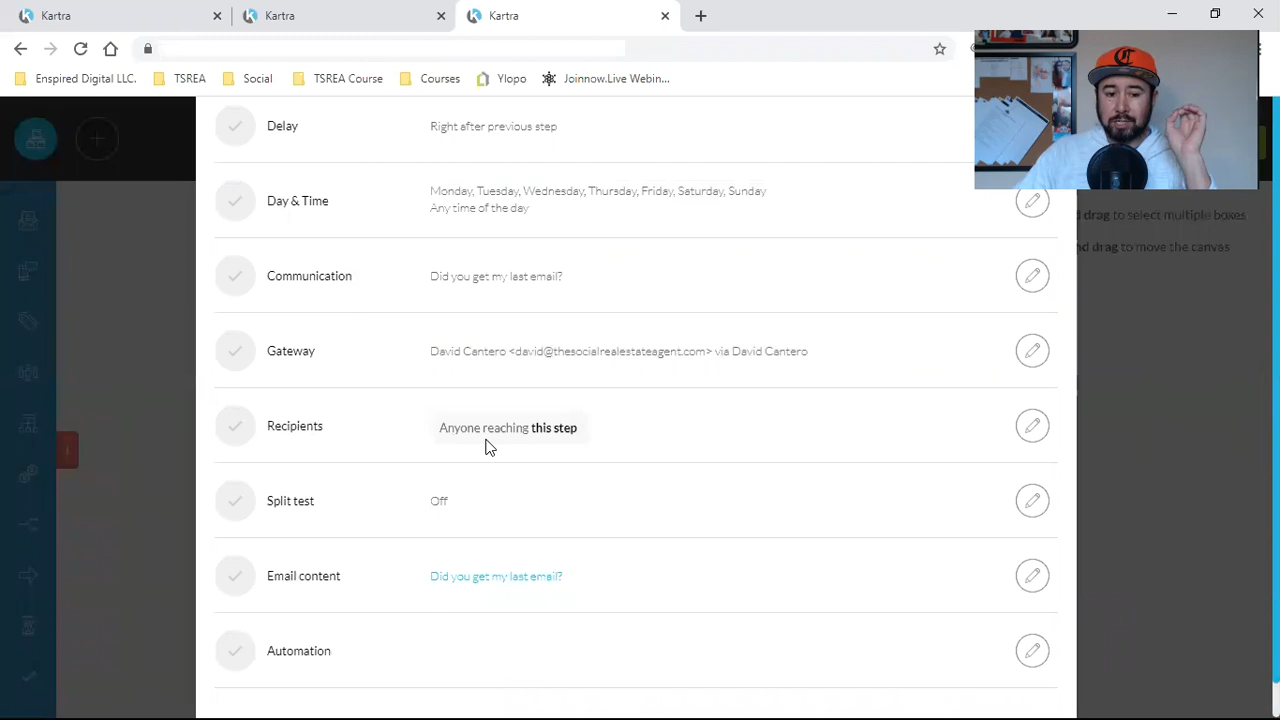 Kartra
Kartra
Kartra
Enspired Digital LLC.
TSREA
Social
TSREA Course
Courses
Ylopo
Joinnow.Live Webin...
Delay
Right after previous step
Day & Time
Monday, Tuesday, Wednesday, Thursday, Friday, Saturday, Sunday
Any time of the day
d drag to select multiple boxes
nd drag to move the canvas
Communication
Did you get my last email?
Gateway
David Cantero <david@thesocialrealestateagent.com> via David Cantero
Recipients
Anyone reaching this step
Split test
Off
Email content
Did you get my last email?
Automation